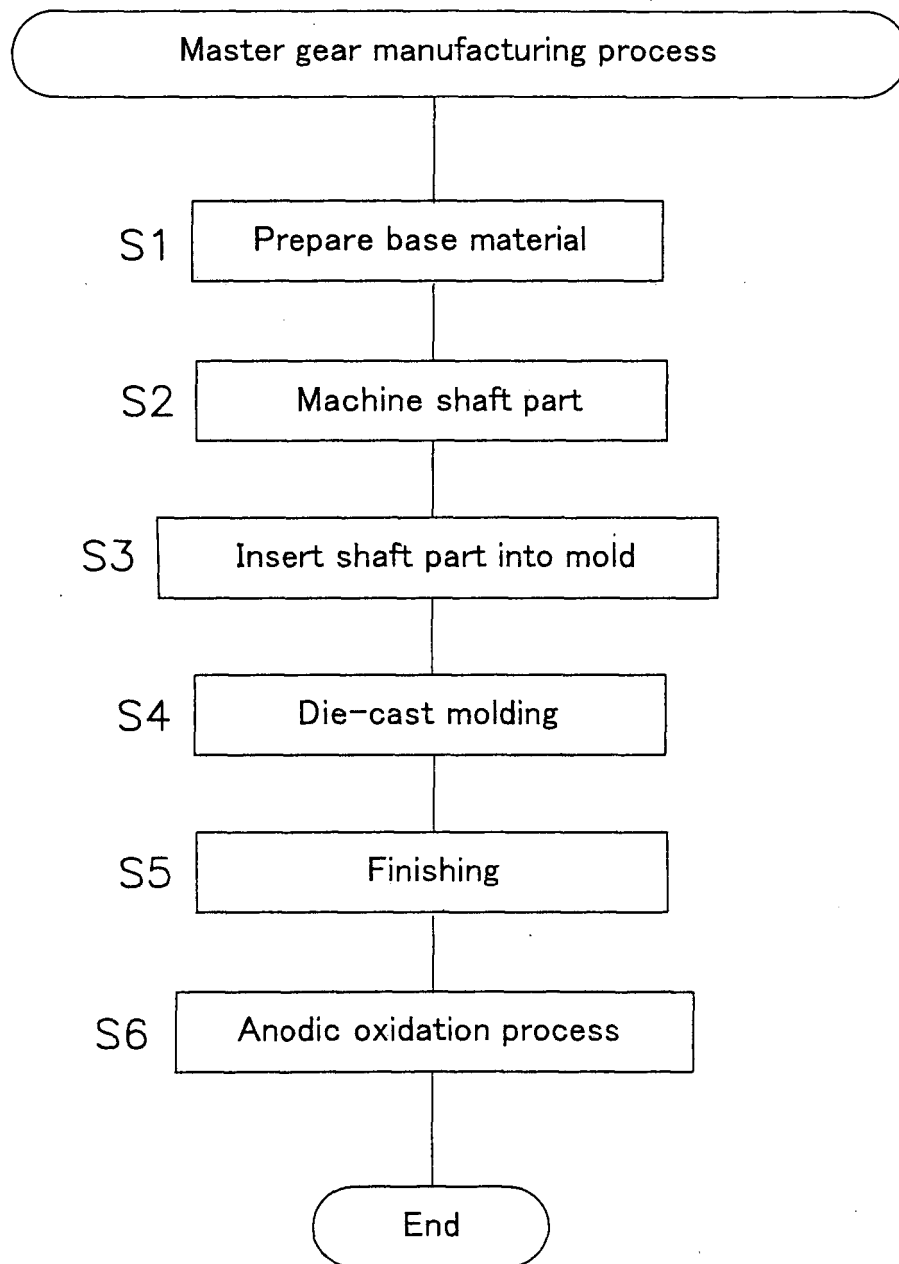 Master gear manufacturing process
S1 Prepare base material
S2 Machine shaft part
S3 Insert shaft part into mold
S4 Die-cast molding
S5 Finishing
S6 Anodic oxidation process
End